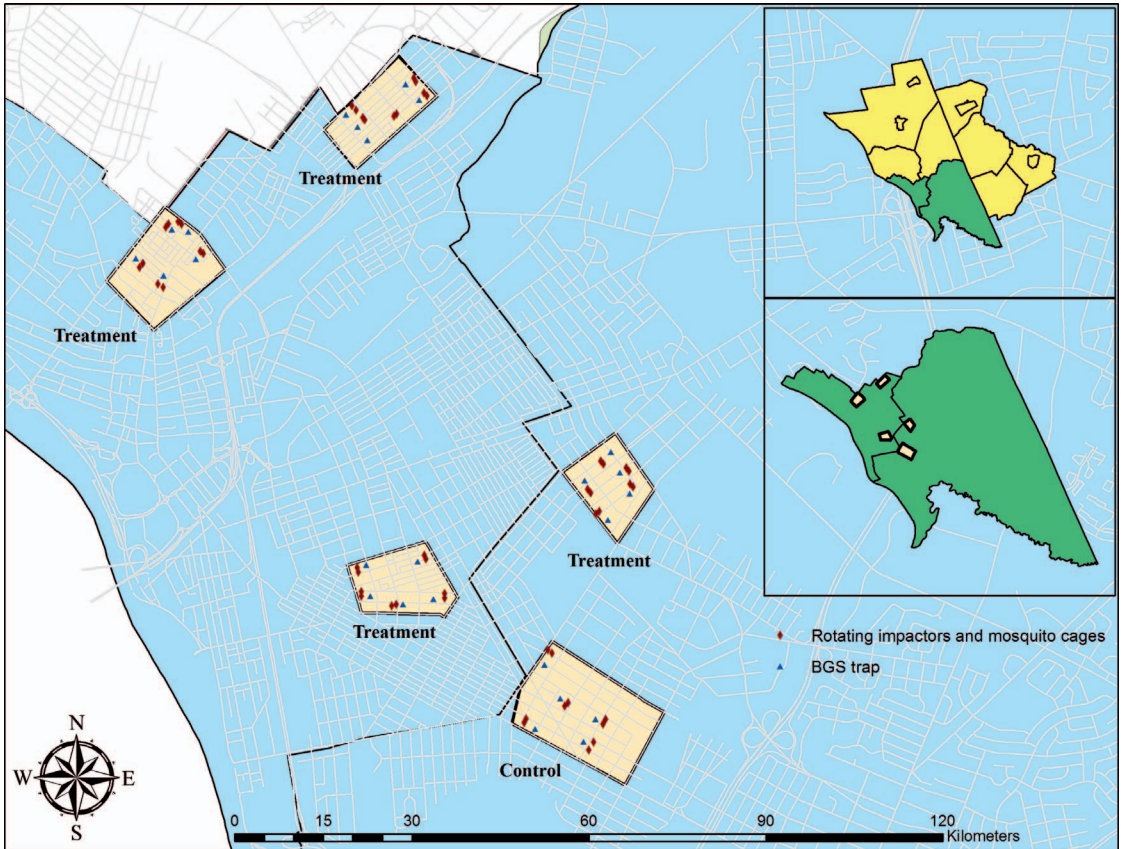 Treatment
Treatment
Treatment
Treatment
Control
Rotating impactors and mosquito cages
BGS trap
N
W E
S
0 15 30 60 90 120
Kilometers